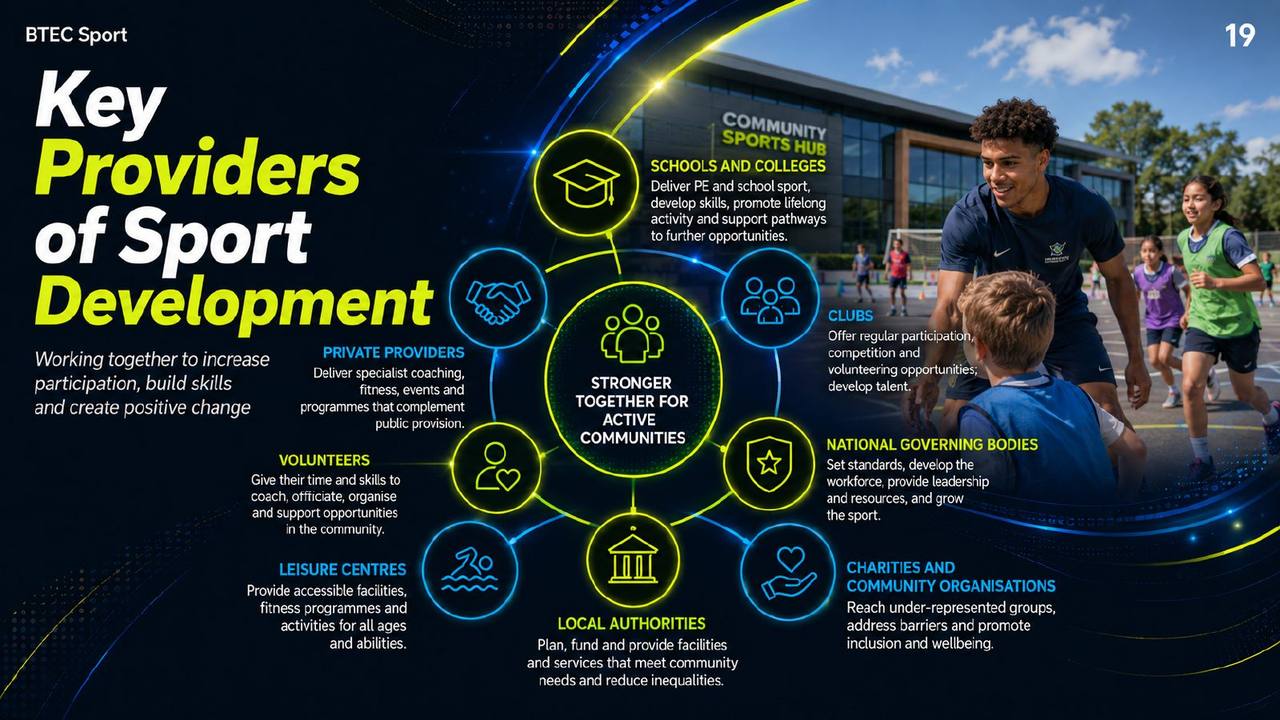 BTEC Sport
19
Key
Providers
of Sport
Development
Working together to increase
participation, build skills
and create positive change
COMMUNITY
SPORTS HUB
SCHOOLS AND COLLEGES
Deliver PE and school sport,
develop skills, promote lifelong
activity and support pathways
to further opportunities.
CLUBS
Offer regular participation,
competition and
volunteering opportunities;
develop talent.
PRIVATE PROVIDERS
Deliver specialist coaching,
fitness, events and
programmes that complement
public provision.
STRONGER
TOGETHER FOR
ACTIVE
COMMUNITIES
NATIONAL GOVERNING BODIES
Set standards, develop the
workforce, provide leadership
and resources, and grow
the sport.
VOLUNTEERS
Give their time and skills to
coach, officiate, organise
and support opportunities
in the community.
LEISURE CENTRES
Provide accessible facilities,
fitness programmes and
activities for all ages
and abilities.
LOCAL AUTHORITIES
Plan, fund and provide facilities
and services that meet community
needs and reduce inequalities.
CHARITIES AND
COMMUNITY ORGANISATIONS
Reach under-represented groups,
address barriers and promote
inclusion and wellbeing.